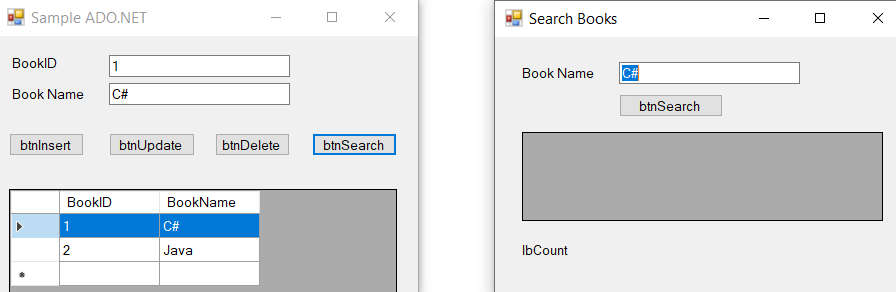 Sample ADO.NET
BookID 1
Book Name C#
btnInsert btnUpdate btnDelete btnSearch
BookID BookName
1 C#
2 Java
Search Books
Book Name C#
btnSearch
lbCount